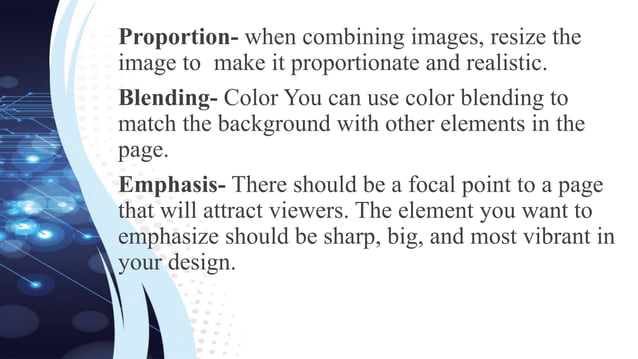 Proportion- when combining images, resize the
image to  make it proportionate and realistic.
Blending- Color You can use color blending to
match the background with other elements in the
page.
Emphasis- There should be a focal point to a page
that will attract viewers. The element you want to
emphasize should be sharp, big, and most vibrant in
your design.